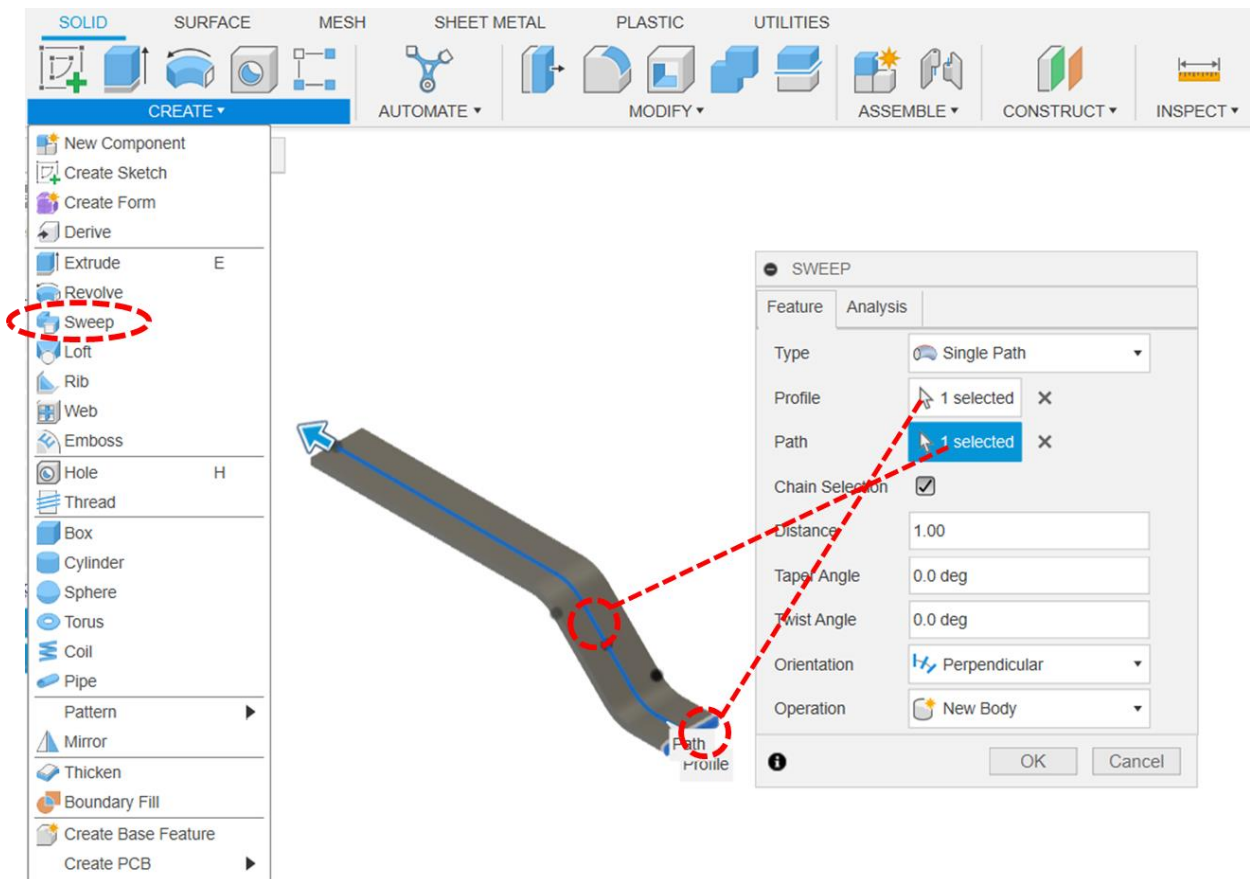 SOLID SURFACE MESH SHEET METAL PLASTIC UTILITIES
CREATE ▾ AUTOMATE ▾ MODIFY ▾ ASSEMBLE ▾ CONSTRUCT ▾ INSPECT ▾
New Component
Create Sketch
Create Form
Derive
Extrude E
Revolve
Sweep
Loft
Rib
Web
Emboss
Hole H
Thread
Box
Cylinder
Sphere
Torus
Coil
Pipe
Pattern
Mirror
Thicken
Boundary Fill
Create Base Feature
Create PCB
Path
Profile
SWEEP
Feature Analysis
Type Single Path
Profile 1 selected
Path 1 selected
Chain Selection
Distance 1.00
Taper Angle 0.0 deg
Twist Angle 0.0 deg
Orientation Perpendicular
Operation New Body
OK Cancel